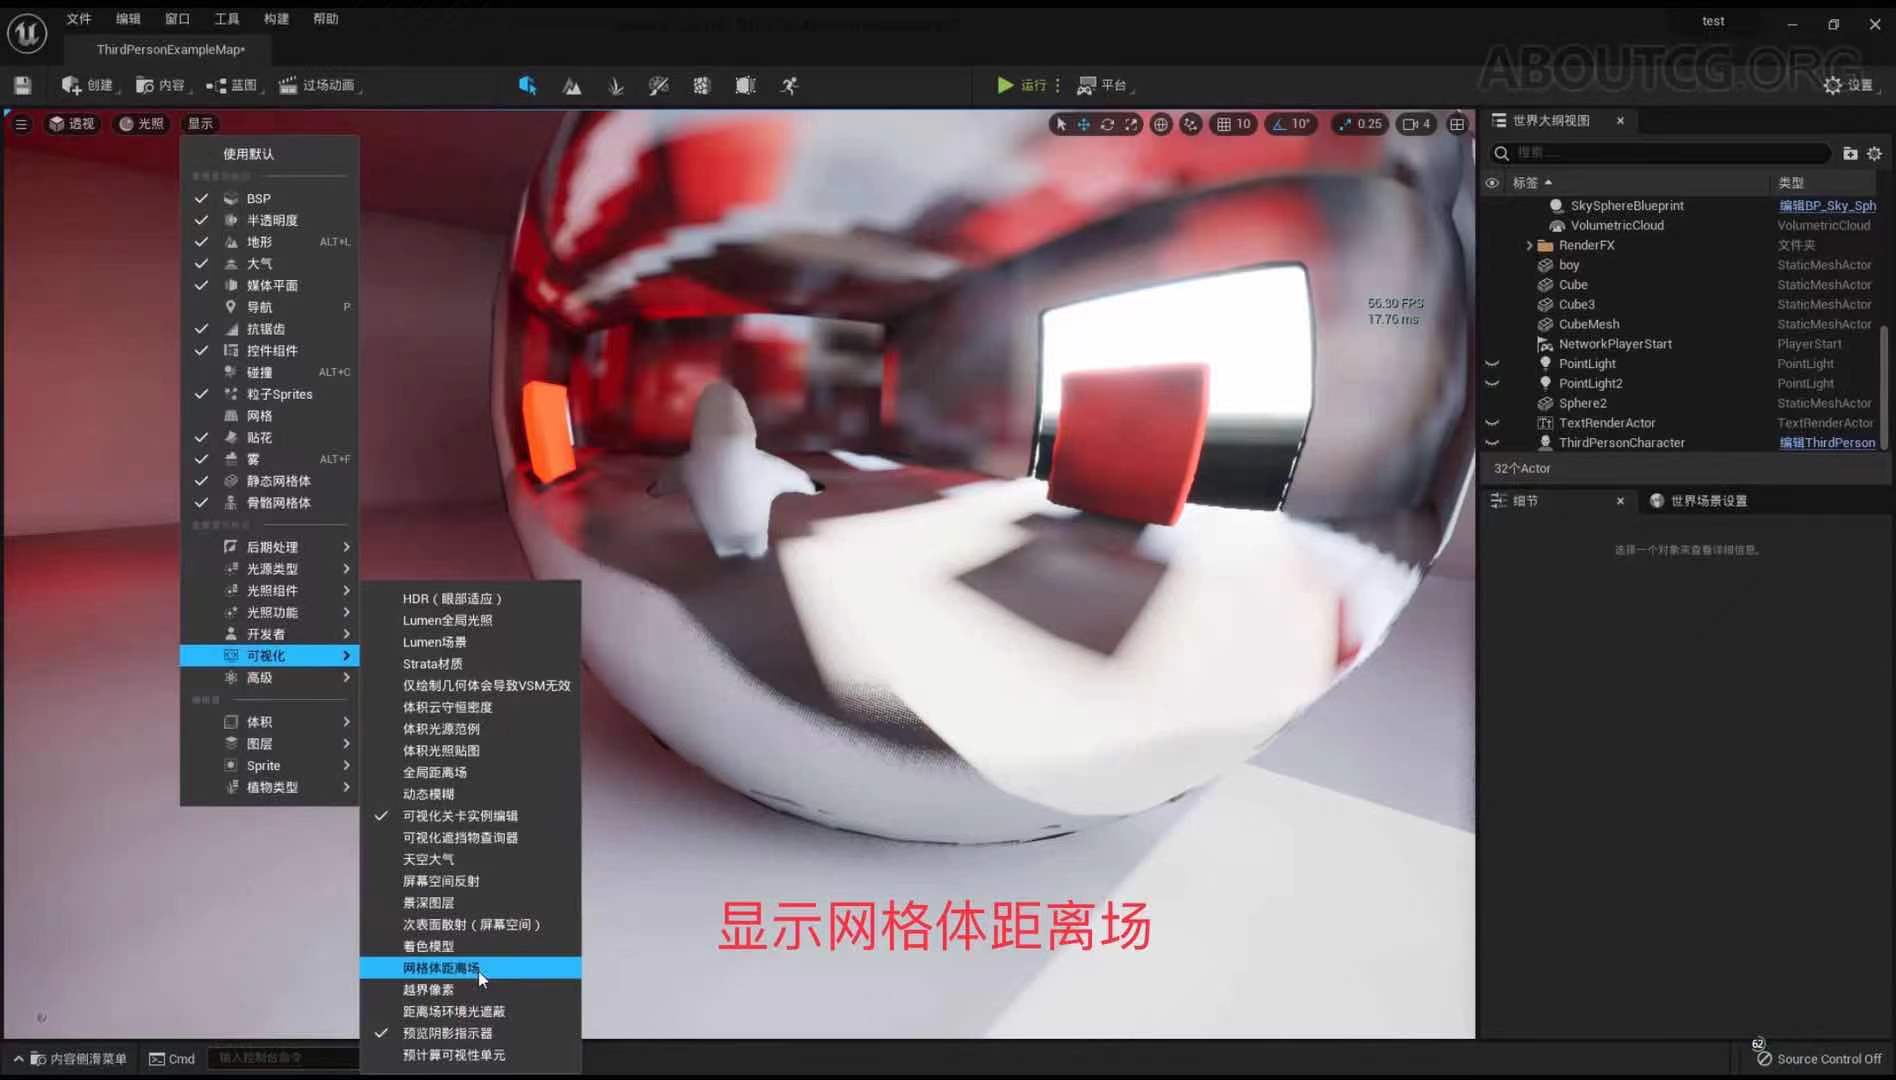 文件 编辑 窗口 工具 构建 帮助
test
ThirdPersonExampleMap*
ABOUTCG.ORG
创建 内容 蓝图 过场动画 运行 平台 设置
透视 光照 显示
10 10° 0.25 4
使用默认
BSP
半透明度
地形 ALT+L
大气
媒体平面
导航 P
抗锯齿
控件组件
碰撞 ALT+C
粒子Sprites
网格
贴花
雾 ALT+F
静态网格体
骨骼网格体
后期处理
光源类型
光照组件
光照功能
开发者
可视化
高级
体积
图层
Sprite
植物类型
HDR（眼部适应）
Lumen全局光照
Lumen场景
Strata材质
仅绘制几何体会导致VSM无效
体积云守恒密度
体积光源范例
体积光照贴图
全局距离场
动态模糊
可视化关卡实例编辑
可视化遮挡物查询器
天空大气
屏幕空间反射
景深图层
次表面散射（屏幕空间）
着色模型
网格体距离场
越界像素
距离场环境光遮蔽
预览阴影指示器
预计算可视性单元
56.30 FPS
17.76 ms
显示网格体距离场
世界大纲视图
搜索...
标签 类型
SkySphereBlueprint 编辑BP_Sky_Sph
VolumetricCloud VolumetricCloud
RenderFX 文件夹
boy StaticMeshActor
Cube StaticMeshActor
Cube3 StaticMeshActor
CubeMesh StaticMeshActor
NetworkPlayerStart PlayerStart
PointLight PointLight
PointLight2 PointLight
Sphere2 StaticMeshActor
TextRenderActor TextRenderActor
ThirdPersonCharacter 编辑ThirdPerson
32个Actor
细节 世界场景设置
选择一个对象来查看详细信息。
内容侧滑菜单 Cmd 输入控制台命令
62
Source Control Off